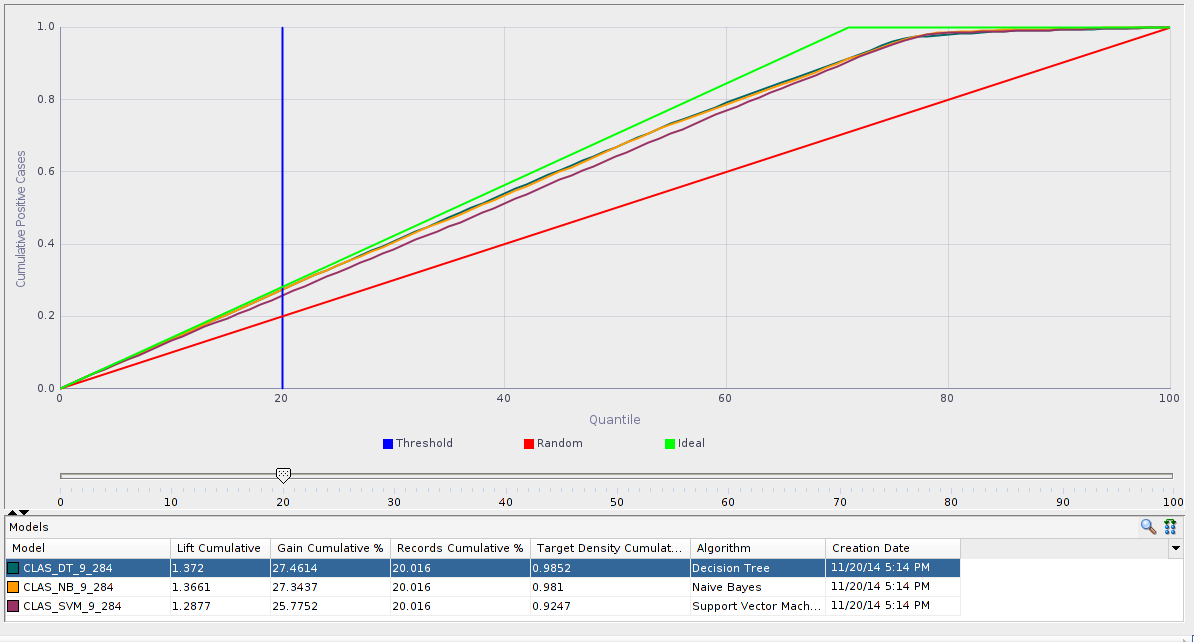 1.0
0.8
0.6
0.4
0.2
0.0
Cumulative Positive Cases
0 20 40 60 80 100
Quantile
Threshold Random Ideal
0 10 20 30 40 50 60 70 80 90 100
Models
Model Lift Cumulative Gain Cumulative % Records Cumulative % Target Density Cumulat... Algorithm Creation Date
CLAS_DT_9_284 1.372 27.4614 20.016 0.9852 Decision Tree 11/20/14 5:14 PM
CLAS_NB_9_284 1.3661 27.3437 20.016 0.981 Naive Bayes 11/20/14 5:14 PM
CLAS_SVM_9_284 1.2877 25.7752 20.016 0.9247 Support Vector Mach... 11/20/14 5:14 PM